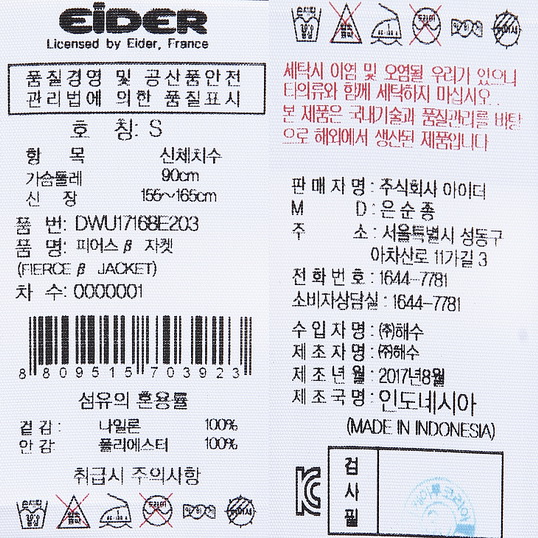 EiDER
Licensed by Eider, France
품질경영 및 공산품안전
관리법에 의한 품질표시
호 칭: S
항 목 신체치수
가슴둘레 90cm
신 장 155~165cm
품 번: DWU17168E203
품 명: 피어스 β 자켓
(FIERCE β JACKET)
차 수: 0000001
8 809515 703923
섬유의 혼용률
겉감: 나일론 100%
안감: 폴리에스터 100%
취급시 주의사항
세탁시 이염 및 오염될 우려가 있으니
타의류와 함께 세탁하지 마십시오.
본 제품은 국내기술과 품질관리를 바탕
으로 해외에서 생산된 제품입니다
판매자명: 주식회사 아이더
M D: 은순종
주 소: 서울특별시 성동구
아차산로 11가길 3
전화번호: 1644-7781
소비자상담실: 1644-7781
수입자명: ㈜해수
제조자명: ㈜해수
제조년월: 2017년8월
제조국명: 인도네시아
(MADE IN INDONESIA)
검
사
필